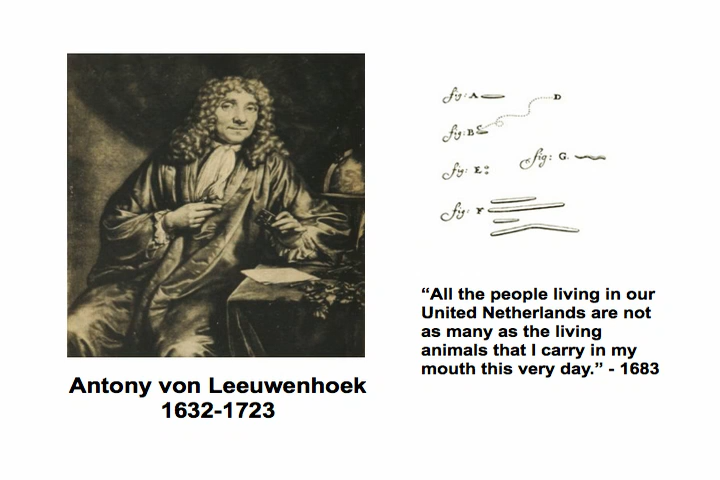 Antony von Leeuwenhoek
1632-1723
fig: A
D
fig: B
C
fig: E
fig: G.
fig: F
“All the people living in our
United Netherlands are not
as many as the living
animals that I carry in my
mouth this very day.” - 1683